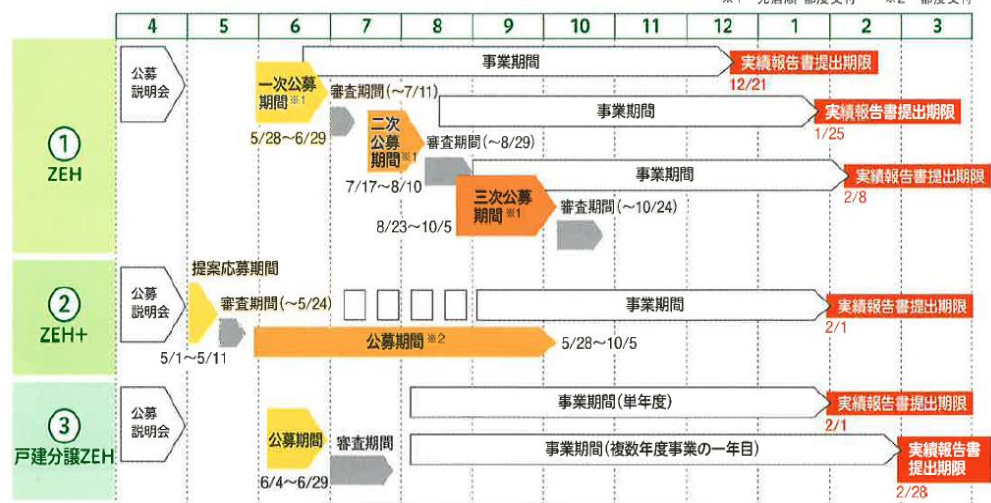 ※1 先着順・都度交付 ※2 都度交付
4 5 6 7 8 9 10 11 12 1 2 3
①
ZEH
公募
説明会
一次公募
期間※1
5/28～6/29
事業期間
実績報告書提出期限
12/21
審査期間(～7/11)
二次
公募
期間※1
7/17～8/10
事業期間
実績報告書提出期限
1/25
審査期間(～8/29)
三次公募
期間※1
8/23～10/5
事業期間
実績報告書提出期限
2/8
審査期間(～10/24)
②
ZEH+
公募
説明会
提案応募期間
5/1～5/11
審査期間(～5/24)
公募期間※2
5/28～10/5
事業期間
実績報告書提出期限
2/1
③
戸建分譲ZEH
公募
説明会
公募期間
6/4～6/29
審査期間
事業期間(単年度)
実績報告書提出期限
2/1
事業期間(複数年度事業の一年目)
実績報告書
提出期限
2/28